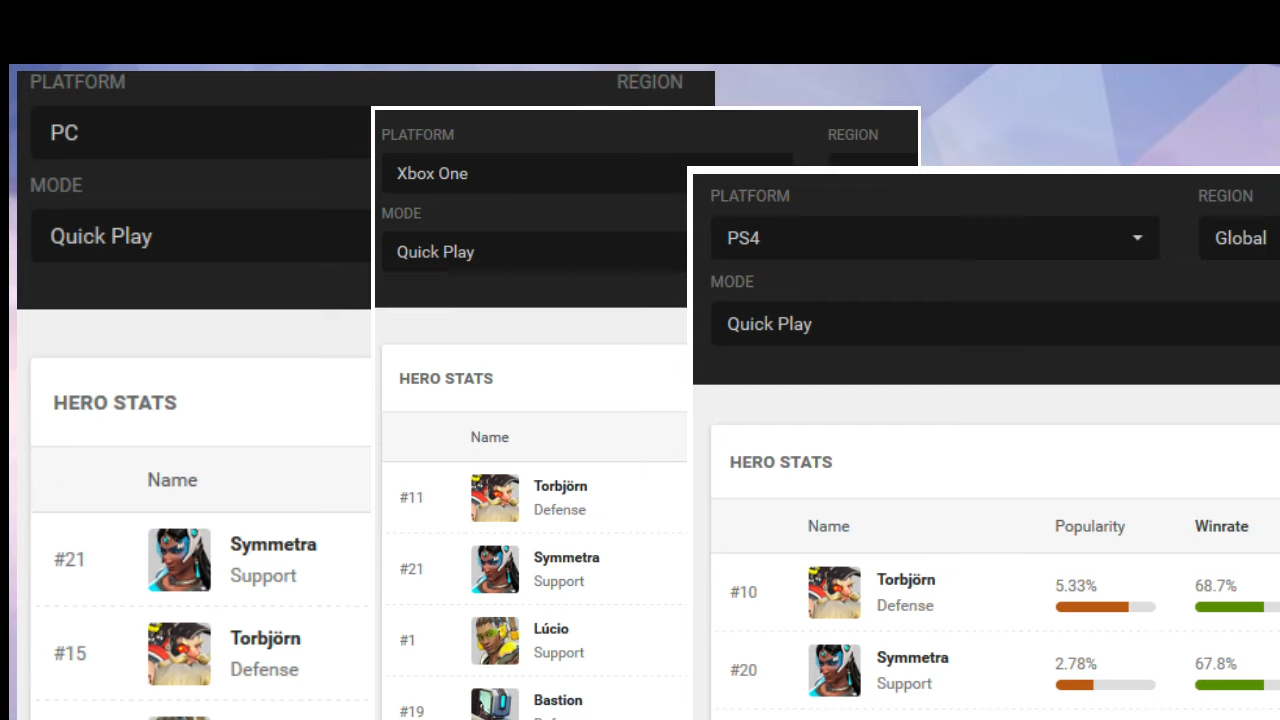 PLATFORM REGION
PC
MODE
Quick Play
HERO STATS
Name
#21 Symmetra
Support
#15 Torbjörn
Defense
PLATFORM REGION
Xbox One
MODE
Quick Play
HERO STATS
Name
#11 Torbjörn
Defense
#21 Symmetra
Support
#1 Lúcio
Support
#19 Bastion
PLATFORM REGION
PS4 Global
MODE
Quick Play
HERO STATS
Name Popularity Winrate
#10 Torbjörn 5.33% 68.7%
Defense
#20 Symmetra 2.78% 67.8%
Support